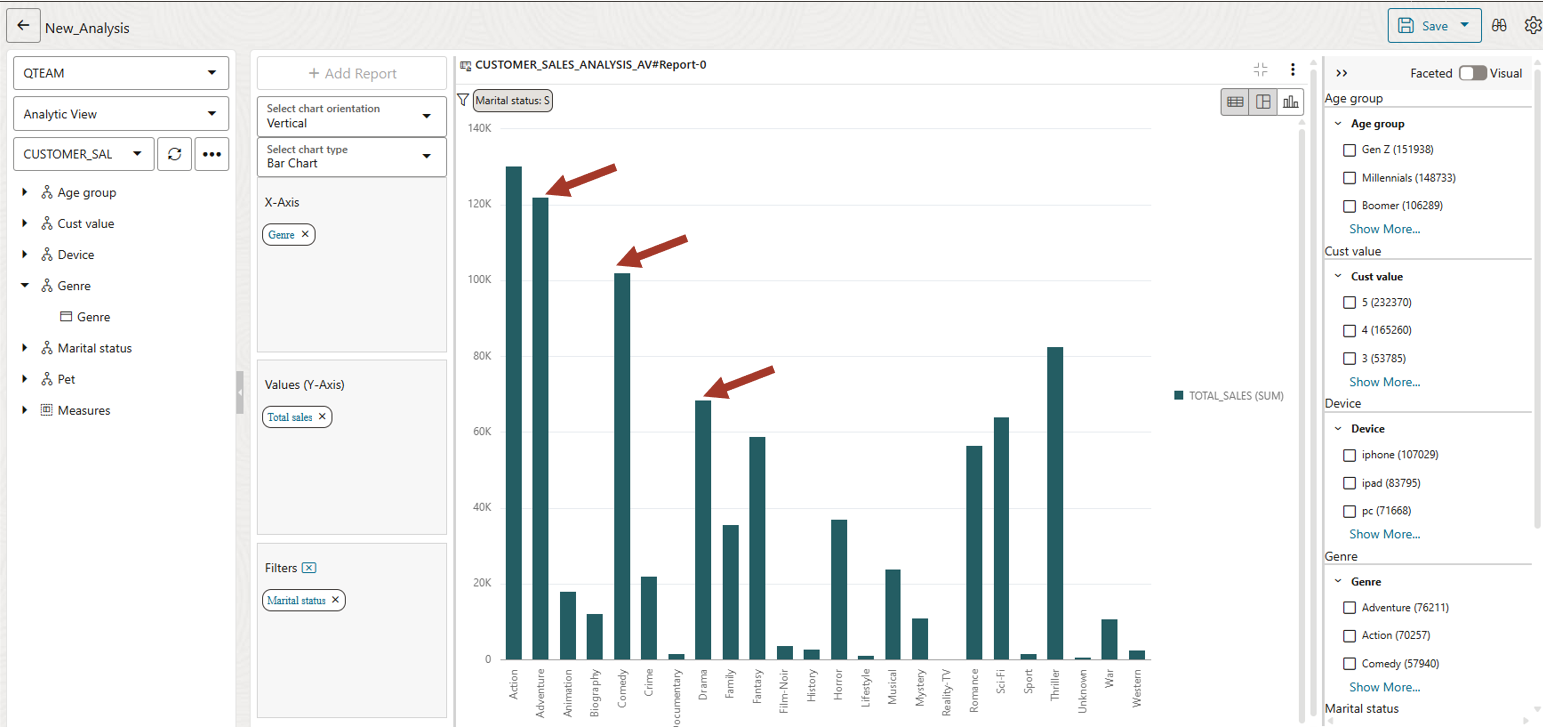 New_Analysis
Save
QTEAM
Analytic View
CUSTOMER_SAL
Age group
Cust value
Device
Genre
Genre
Marital status
Pet
Measures
+ Add Report
Select chart orientation
Vertical
Select chart type
Bar Chart
X-Axis
Genre
Values (Y-Axis)
Total sales
Filters
Marital status
CUSTOMER_SALES_ANALYSIS_AV#Report-0
Marital status: S
140K
120K
100K
80K
60K
40K
20K
0
Action
Adventure
Animation
Biography
Comedy
Crime
Documentary
Drama
Family
Fantasy
Film-Noir
History
Horror
Lifestyle
Musical
Mystery
Reality-TV
Romance
Sci-Fi
Sport
Thriller
Unknown
War
Western
TOTAL_SALES (SUM)
Faceted Visual
Age group
Age group
Gen Z (151938)
Millennials (148733)
Boomer (106289)
Show More...
Cust value
Cust value
5 (232370)
4 (165260)
3 (53785)
Show More...
Device
Device
iphone (107029)
ipad (83795)
pc (71668)
Show More...
Genre
Genre
Adventure (76211)
Action (70257)
Comedy (57940)
Show More...
Marital status